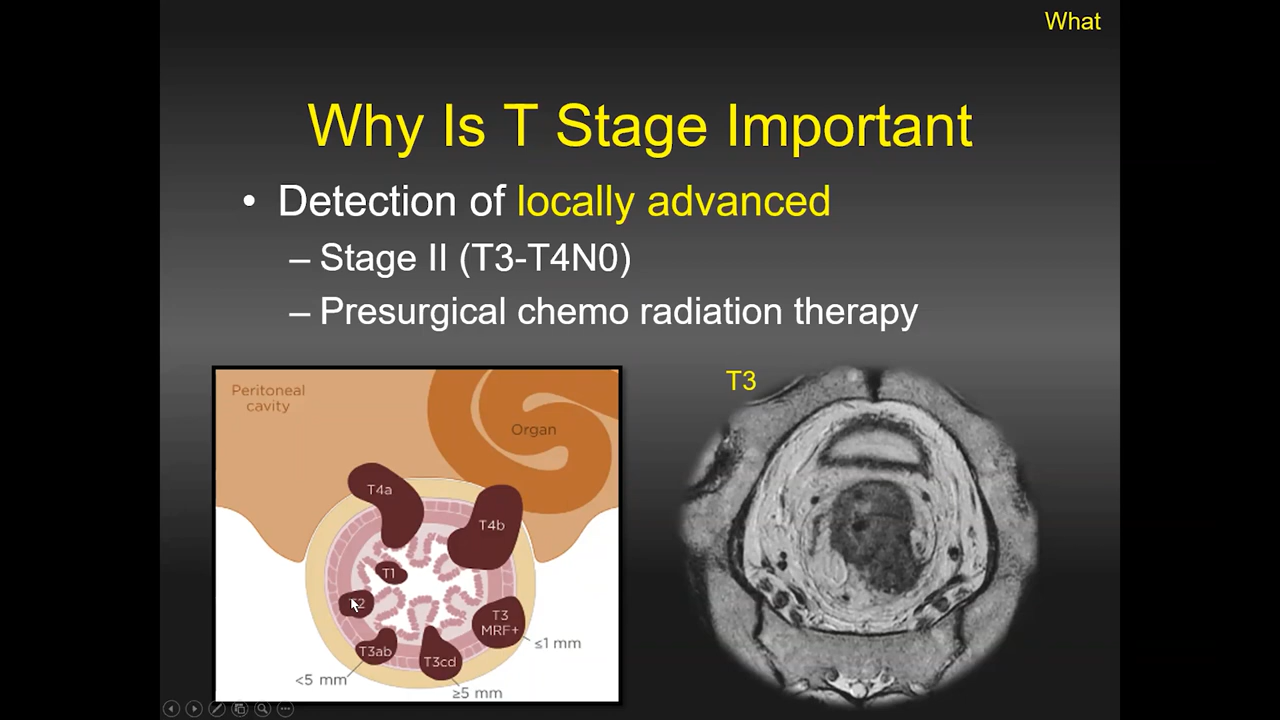 What
Why Is T Stage Important
• Detection of locally advanced
– Stage II (T3-T4N0)
– Presurgical chemo radiation therapy
Peritoneal
cavity
Organ
T4a
T4b
T1
T3
MRF+
≤1 mm
T3ab
T3cd
<5 mm
≥5 mm
T3